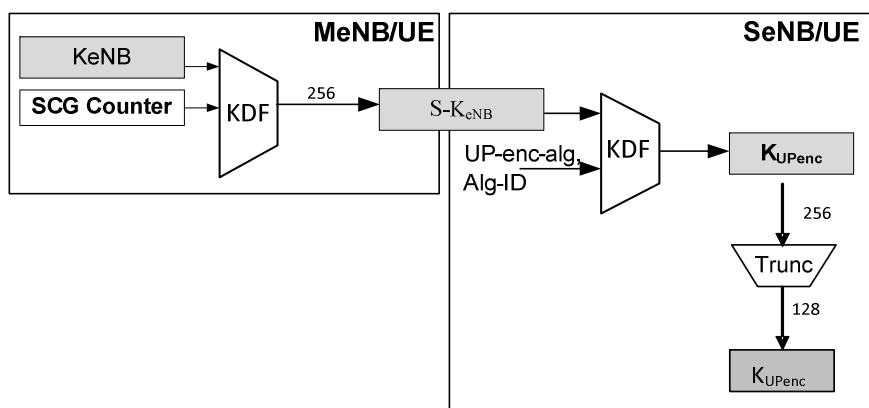 MeNB/UE
KeNB
SCG Counter
KDF
256
S-KeNB
SeNB/UE
UP-enc-alg,
Alg-ID
KDF
KUPenc
256
Trunc
128
KUPenc